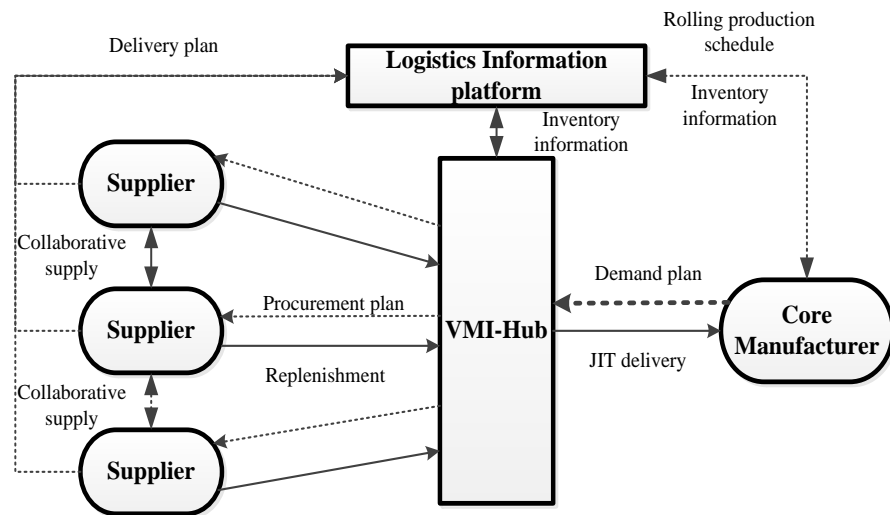 Rolling production
schedule
Delivery plan
Logistics Information
platform
Inventory
information
Inventory
information
Supplier
Collaborative
supply
Demand plan
Procurement plan
Supplier
VMI-Hub
Core
Manufacturer
JIT delivery
Replenishment
Collaborative
supply
Supplier